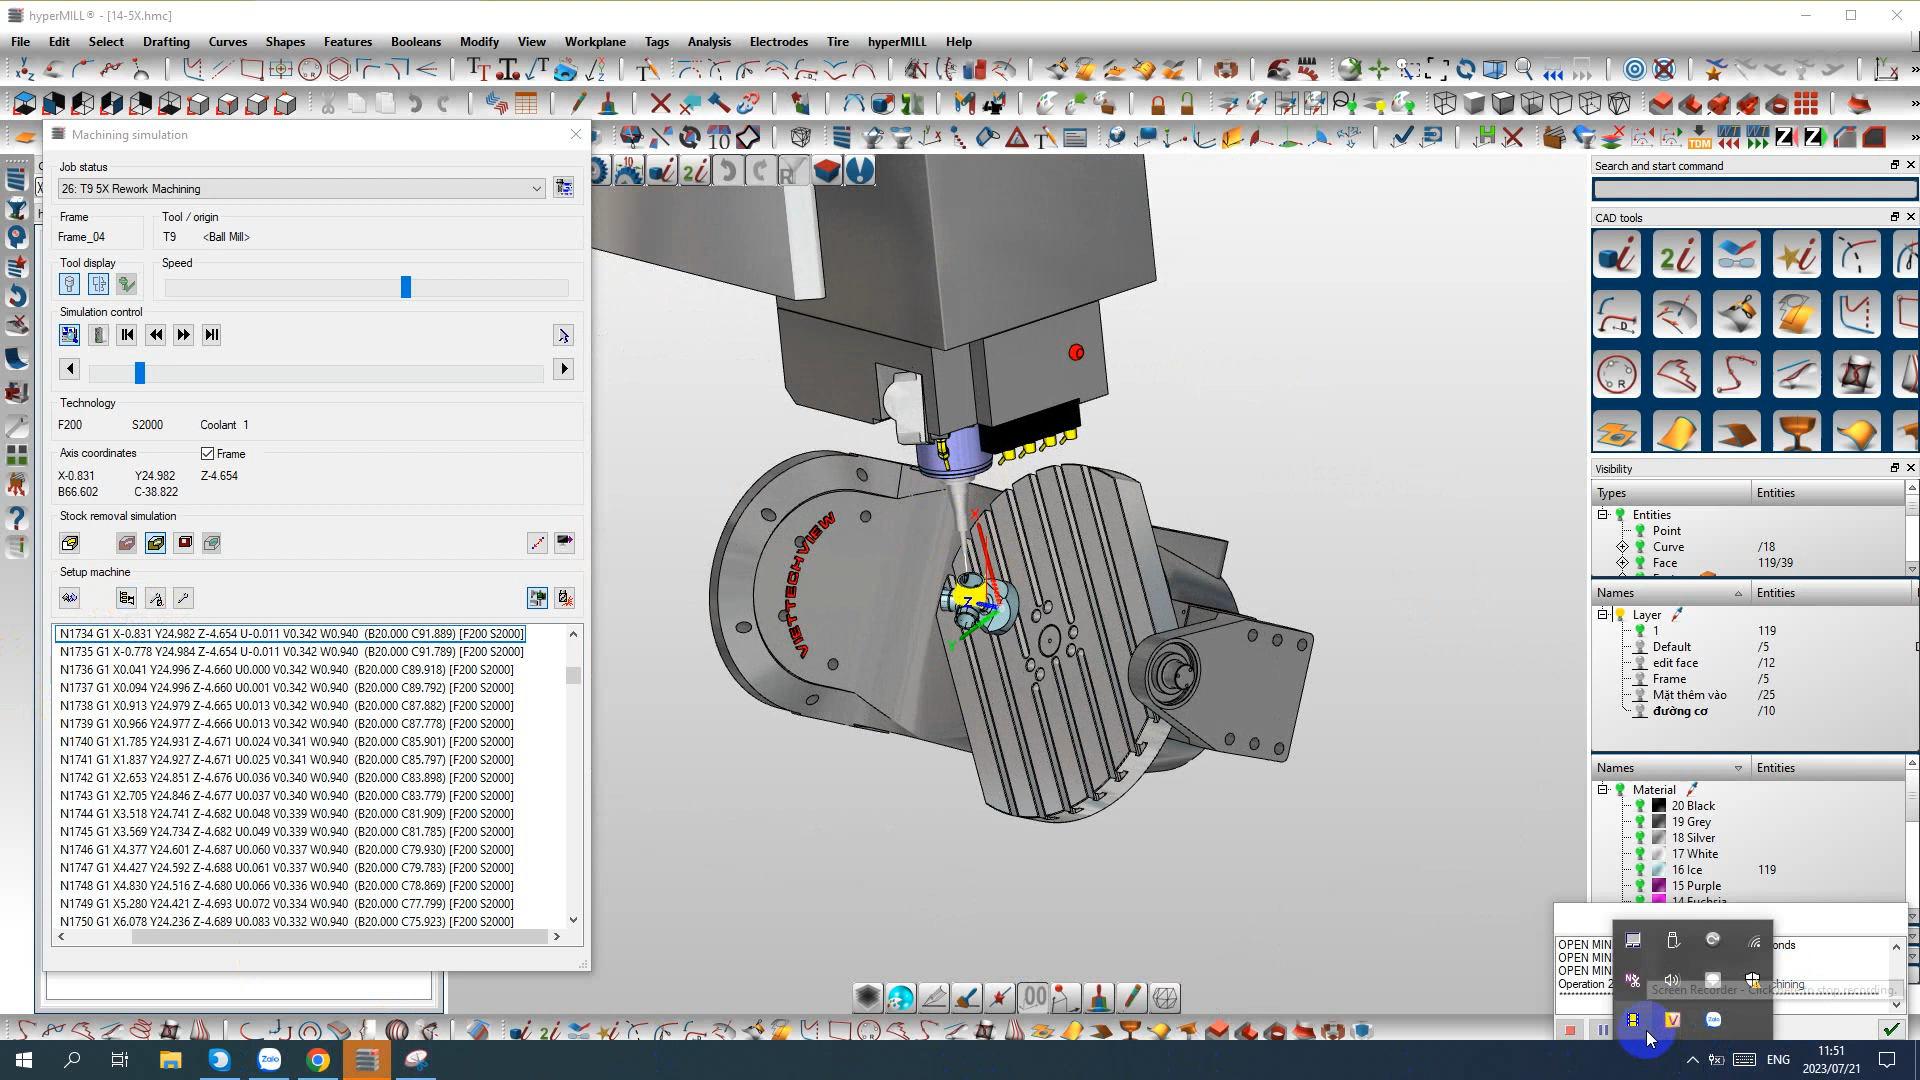 hyperMILL® - [14-5X.hmc]
File Edit Select Drafting Curves Shapes Features Booleans Modify View Workplane Tags Analysis Electrodes Tire hyperMILL Help
Machining simulation
Job status
26: T9 5X Rework Machining
Frame Tool / origin
Frame_04 T9 <Ball Mill>
Tool display Speed
Simulation control
Technology
F200 S2000 Coolant 1
Axis coordinates Frame
X-0.831 Y24.982 Z-4.654
B66.602 C-38.822
Stock removal simulation
Setup machine
N1734 G1 X-0.831 Y24.982 Z-4.654 U-0.011 V0.342 W0.940 (B20.000 C91.889) [F200 S2000]
N1735 G1 X-0.778 Y24.984 Z-4.654 U-0.011 V0.342 W0.940 (B20.000 C91.789) [F200 S2000]
N1736 G1 X0.041 Y24.996 Z-4.660 U0.000 V0.342 W0.940 (B20.000 C89.918) [F200 S2000]
N1737 G1 X0.094 Y24.996 Z-4.660 U0.001 V0.342 W0.940 (B20.000 C89.792) [F200 S2000]
N1738 G1 X0.913 Y24.979 Z-4.665 U0.013 V0.342 W0.940 (B20.000 C87.882) [F200 S2000]
N1739 G1 X0.966 Y24.977 Z-4.666 U0.013 V0.342 W0.940 (B20.000 C87.778) [F200 S2000]
N1740 G1 X1.785 Y24.931 Z-4.671 U0.024 V0.341 W0.940 (B20.000 C85.901) [F200 S2000]
N1741 G1 X1.837 Y24.927 Z-4.671 U0.025 V0.341 W0.940 (B20.000 C85.797) [F200 S2000]
N1742 G1 X2.653 Y24.851 Z-4.676 U0.036 V0.340 W0.940 (B20.000 C83.898) [F200 S2000]
N1743 G1 X2.705 Y24.846 Z-4.677 U0.037 V0.340 W0.940 (B20.000 C83.779) [F200 S2000]
N1744 G1 X3.518 Y24.741 Z-4.682 U0.048 V0.339 W0.940 (B20.000 C81.909) [F200 S2000]
N1745 G1 X3.569 Y24.734 Z-4.682 U0.049 V0.339 W0.940 (B20.000 C81.785) [F200 S2000]
N1746 G1 X4.377 Y24.601 Z-4.687 U0.060 V0.337 W0.940 (B20.000 C79.930) [F200 S2000]
N1747 G1 X4.427 Y24.592 Z-4.688 U0.061 V0.337 W0.940 (B20.000 C79.783) [F200 S2000]
N1748 G1 X4.830 Y24.516 Z-4.680 U0.066 V0.336 W0.940 (B20.000 C78.869) [F200 S2000]
N1749 G1 X5.280 Y24.421 Z-4.693 U0.072 V0.334 W0.940 (B20.000 C77.799) [F200 S2000]
N1750 G1 X6.078 Y24.236 Z-4.689 U0.083 V0.332 W0.940 (B20.000 C75.923) [F200 S2000]
VIETTECHVIEW
X
Z
Y
Search and start command
CAD tools
Visibility
Types Entities
Entities
Point
Curve /18
Face 119/39
Names Entities
Layer
1 119
Default /5
edit face /12
Frame /5
Mặt thêm vào /25
đường cơ /10
Names Entities
Material
20 Black
19 Grey
18 Silver
17 White
16 Ice 119
15 Purple
14 Fuchsia
OPEN MIN
OPEN MIN
OPEN MIN
Operation 2
onds
chining
Screen Recorder - Click to stop recording.
ENG
11:51
2023/07/21